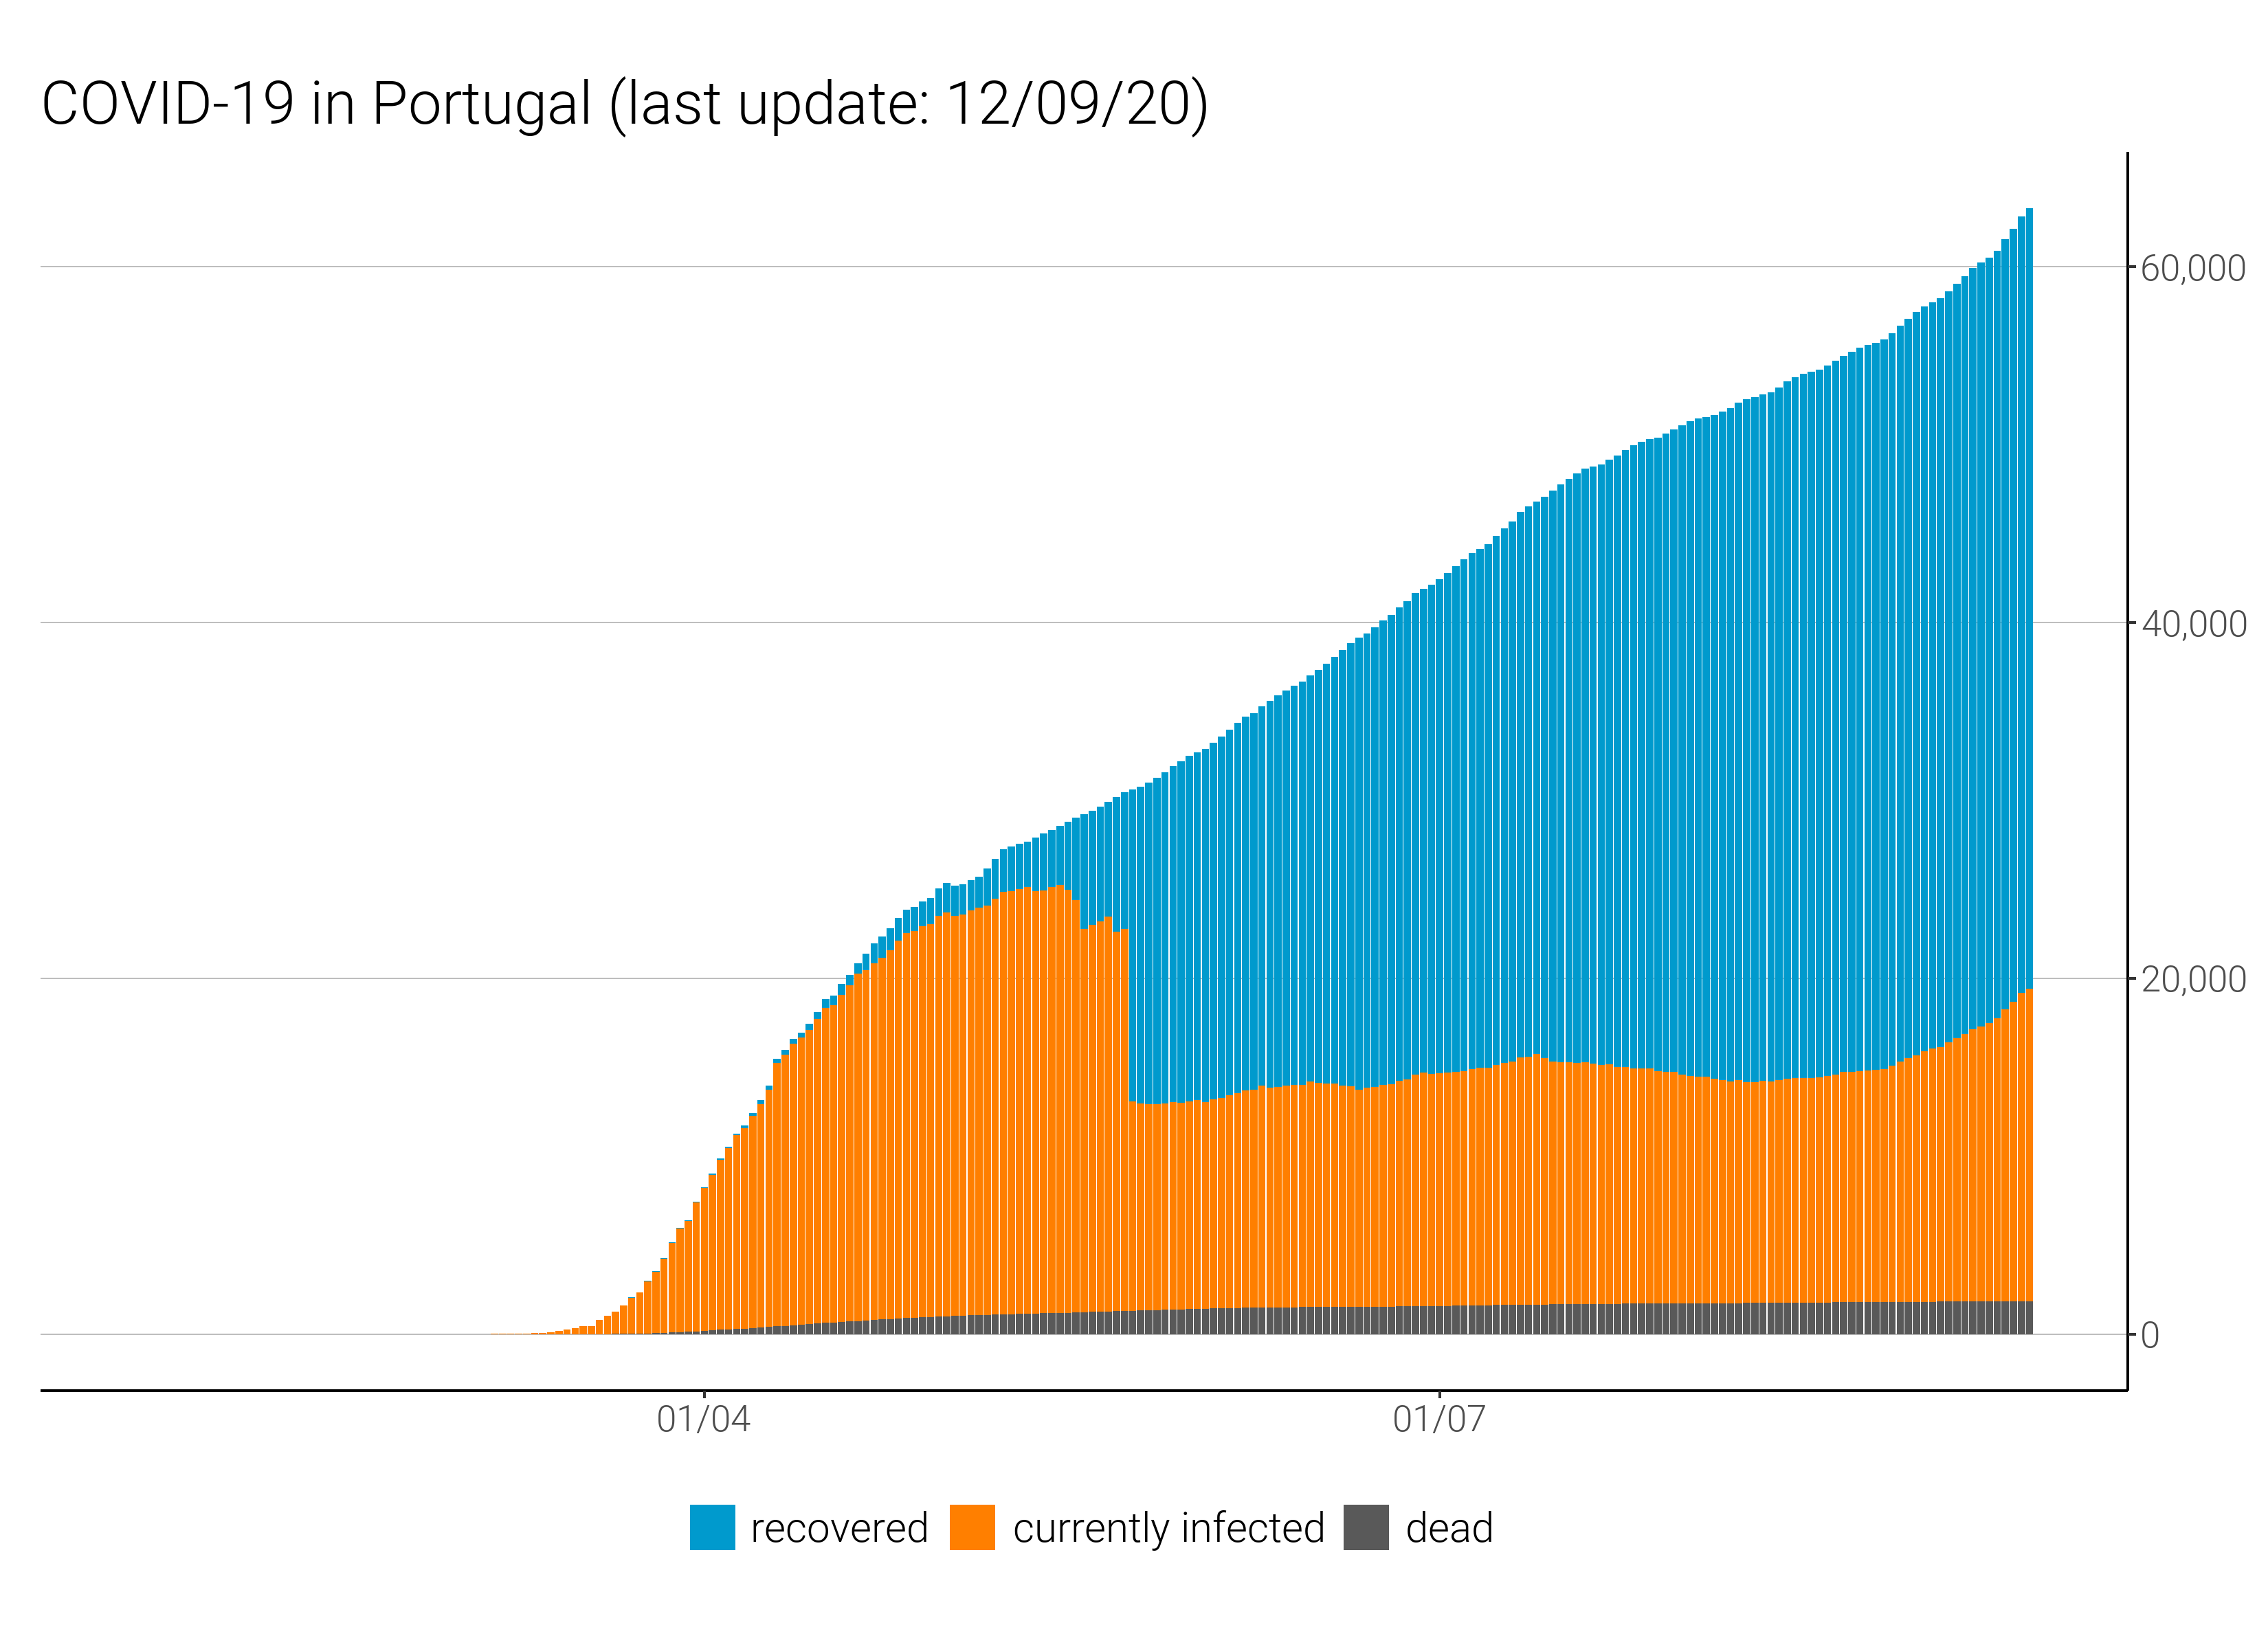 COVID-19 in Portugal (last update: 12/09/20)
60,000
40,000
20,000
0
01/04 01/07
recovered currently infected dead